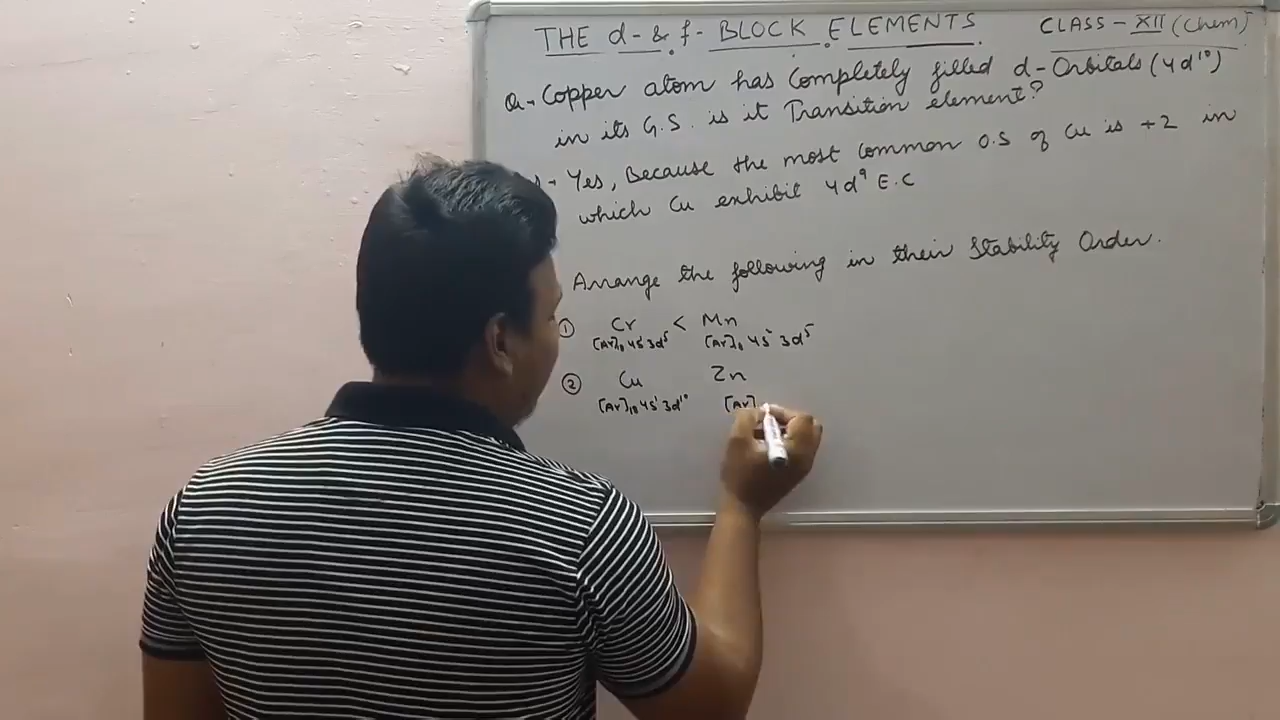 THE d- & f- BLOCK ELEMENTS. CLASS-XII (Chem)
Q→ Copper atom has Completely filled d-Orbitals (4d¹⁰)
in its G.S. is it Transition element?
→ Yes, Because the most common O.S of Cu is +2 in
which Cu exhibit 4d⁹ E.C
Arrange the following in their Stability Order.
① Cr < Mn
[Ar]₁₈ 4s¹ 3d⁵ [Ar]₁₈ 4s² 3d⁵
② Cu Zn
[Ar]₁₈ 4s¹ 3d¹⁰ [Ar]